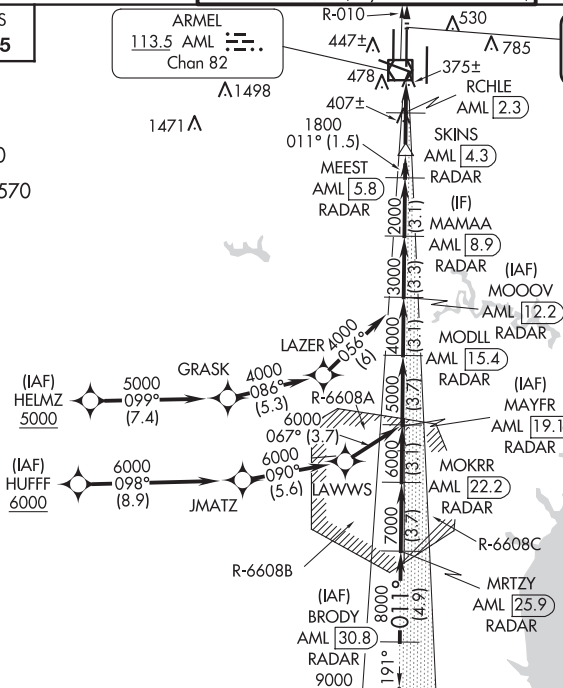 S
5
ARMEL
113.5 AML
Chan 82
R-010
530
447±
785
478
375±
1498
407±
RCHLE
AML 2.3
1471
1800
011° (1.5)
SKINS
AML 4.3
RADAR
0
570
MEEST
AML 5.8
RADAR
(IF)
MAMAA
AML 8.9
RADAR
2000
(3.1)
(IAF)
MOOOV
AML 12.2
RADAR
3000
(3.3)
LAZER
4000
056°
(6)
4000
(3.1)
MODLL
AML 15.4
RADAR
GRASK
4000
086°
(5.3)
(IAF)
HELMZ
5000
5000
099°
(7.4)
R-6608A
5000
(3.7)
(IAF)
MAYFR
AML 19.1
RADAR
6000
067° (3.7)
(IAF)
HUFFF
6000
6000
098°
(8.9)
JMATZ
6000
090°
(5.6)
LAWWS
6000
(3.1)
MOKRR
AML 22.2
RADAR
7000
(3.7)
R-6608C
R-6608B
MRTZY
AML 25.9
RADAR
(IAF)
BRODY
AML 30.8
RADAR
9000
8000
011°
(4.9)
191°